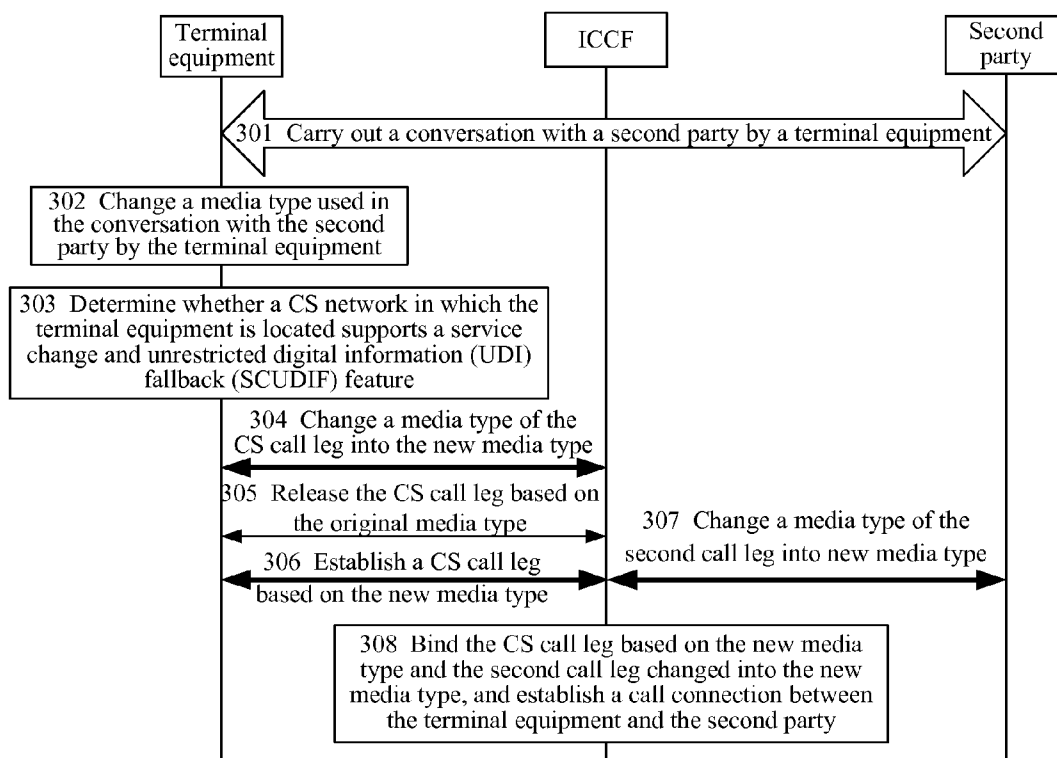 Terminal
equipment
ICCF
Second
party
301 Carry out a conversation with a second party by a terminal equipment
302 Change a media type used in
the conversation with the second
party by the terminal equipment
303 Determine whether a CS network in which the
terminal equipment is located supports a service
change and unrestricted digital information (UDI)
fallback (SCUDIF) feature
304 Change a media type of the
CS call leg into the new media type
305 Release the CS call leg based on
the original media type
307 Change a media type of the
second call leg into new media type
306 Establish a CS call leg
based on the new media type
308 Bind the CS call leg based on the new media
type and the second call leg changed into the new
media type, and establish a call connection between
the terminal equipment and the second party